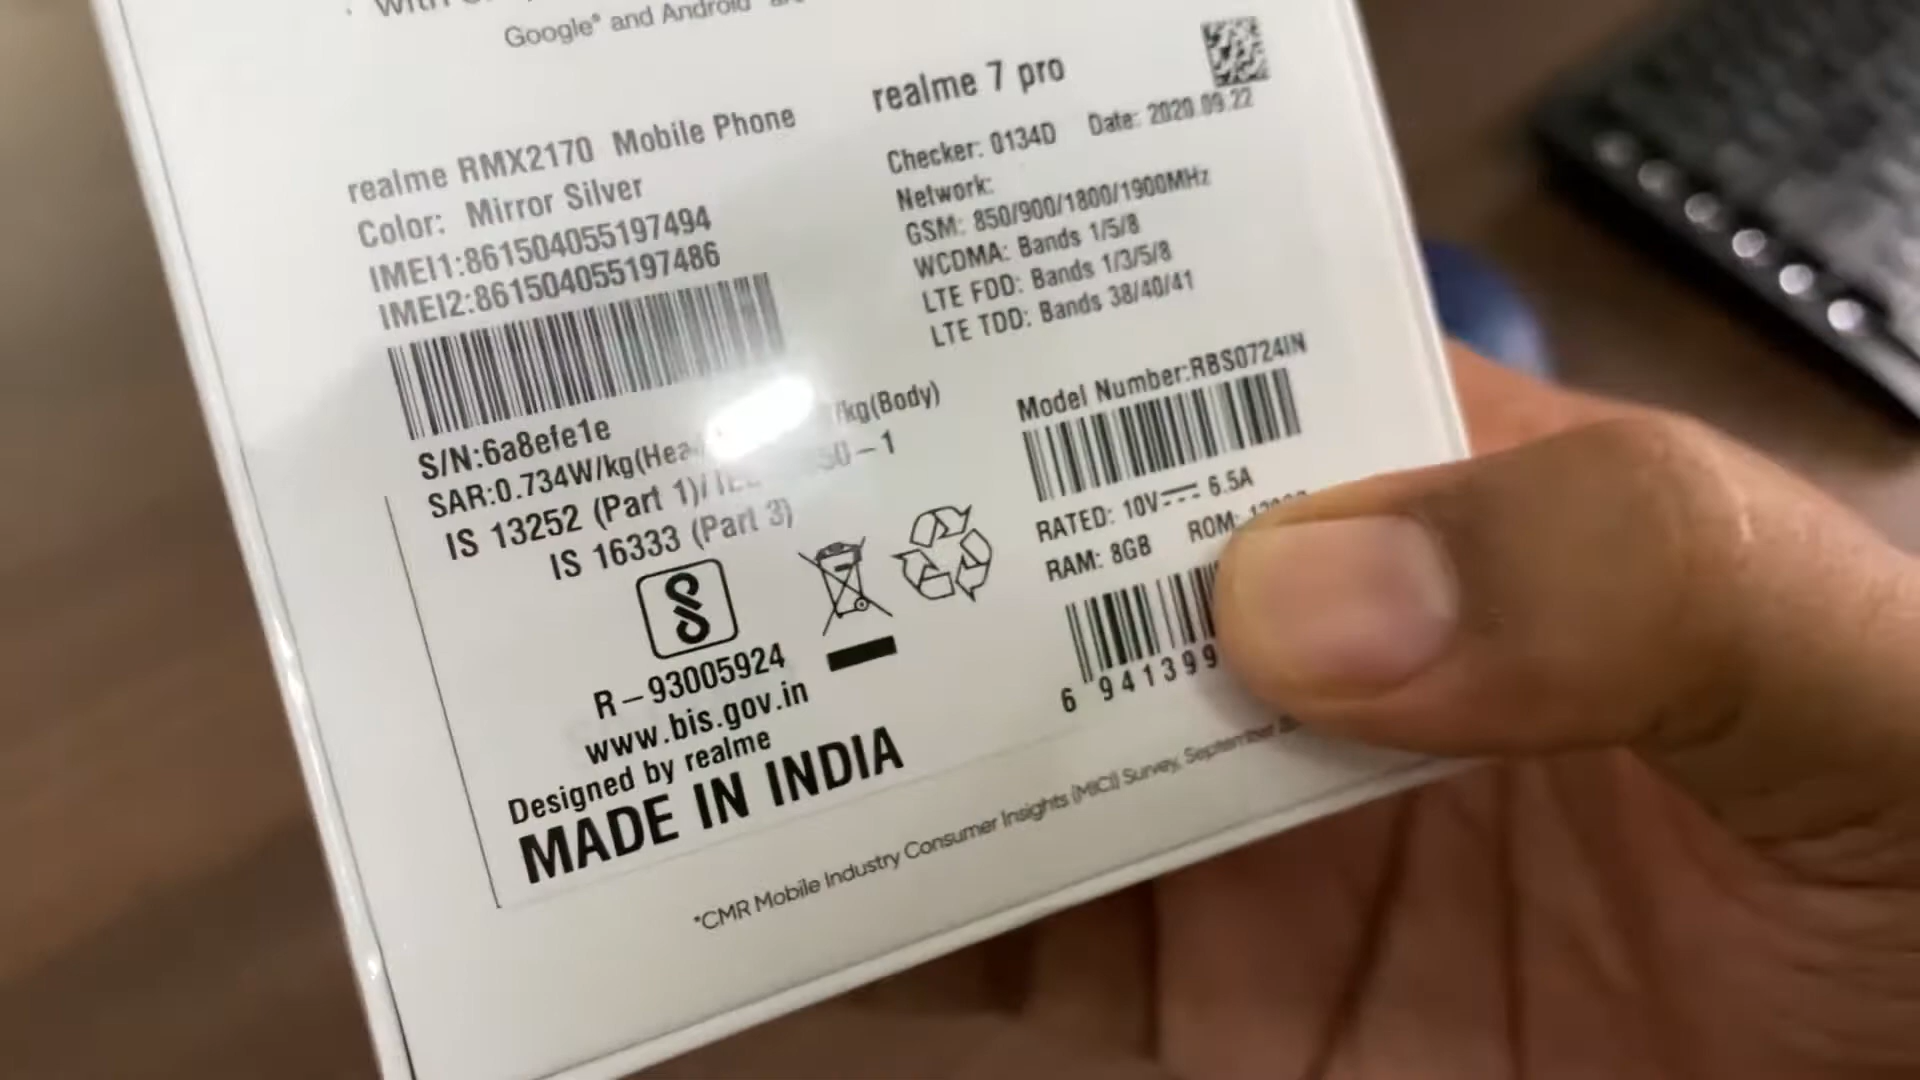 Google® and Android
realme 7 pro
realme RMX2170 Mobile Phone
Color: Mirror Silver
IMEI1:861504055197494
IMEI2:861504055197486
Checker: 0134D Date: 2020.09.22
Network:
GSM: 850/900/1800/1900MHz
WCDMA: Bands 1/5/8
LTE FDD: Bands 1/3/5/8
LTE TDD: Bands 38/40/41
S/N:6a8efe1e
SAR:0.734W/kg /kg(Body)
IS 13252 (Part 1)/
IS 16333 (Part 3)
R-93005924
www.bis.gov.in
Designed by realme
MADE IN INDIA
Model Number:RBS0724IN
RATED: 10V 6.5A
RAM: 8GB ROM:
6 941399
*CMR Mobile Industry Consumer Insights (MICI) Survey, September